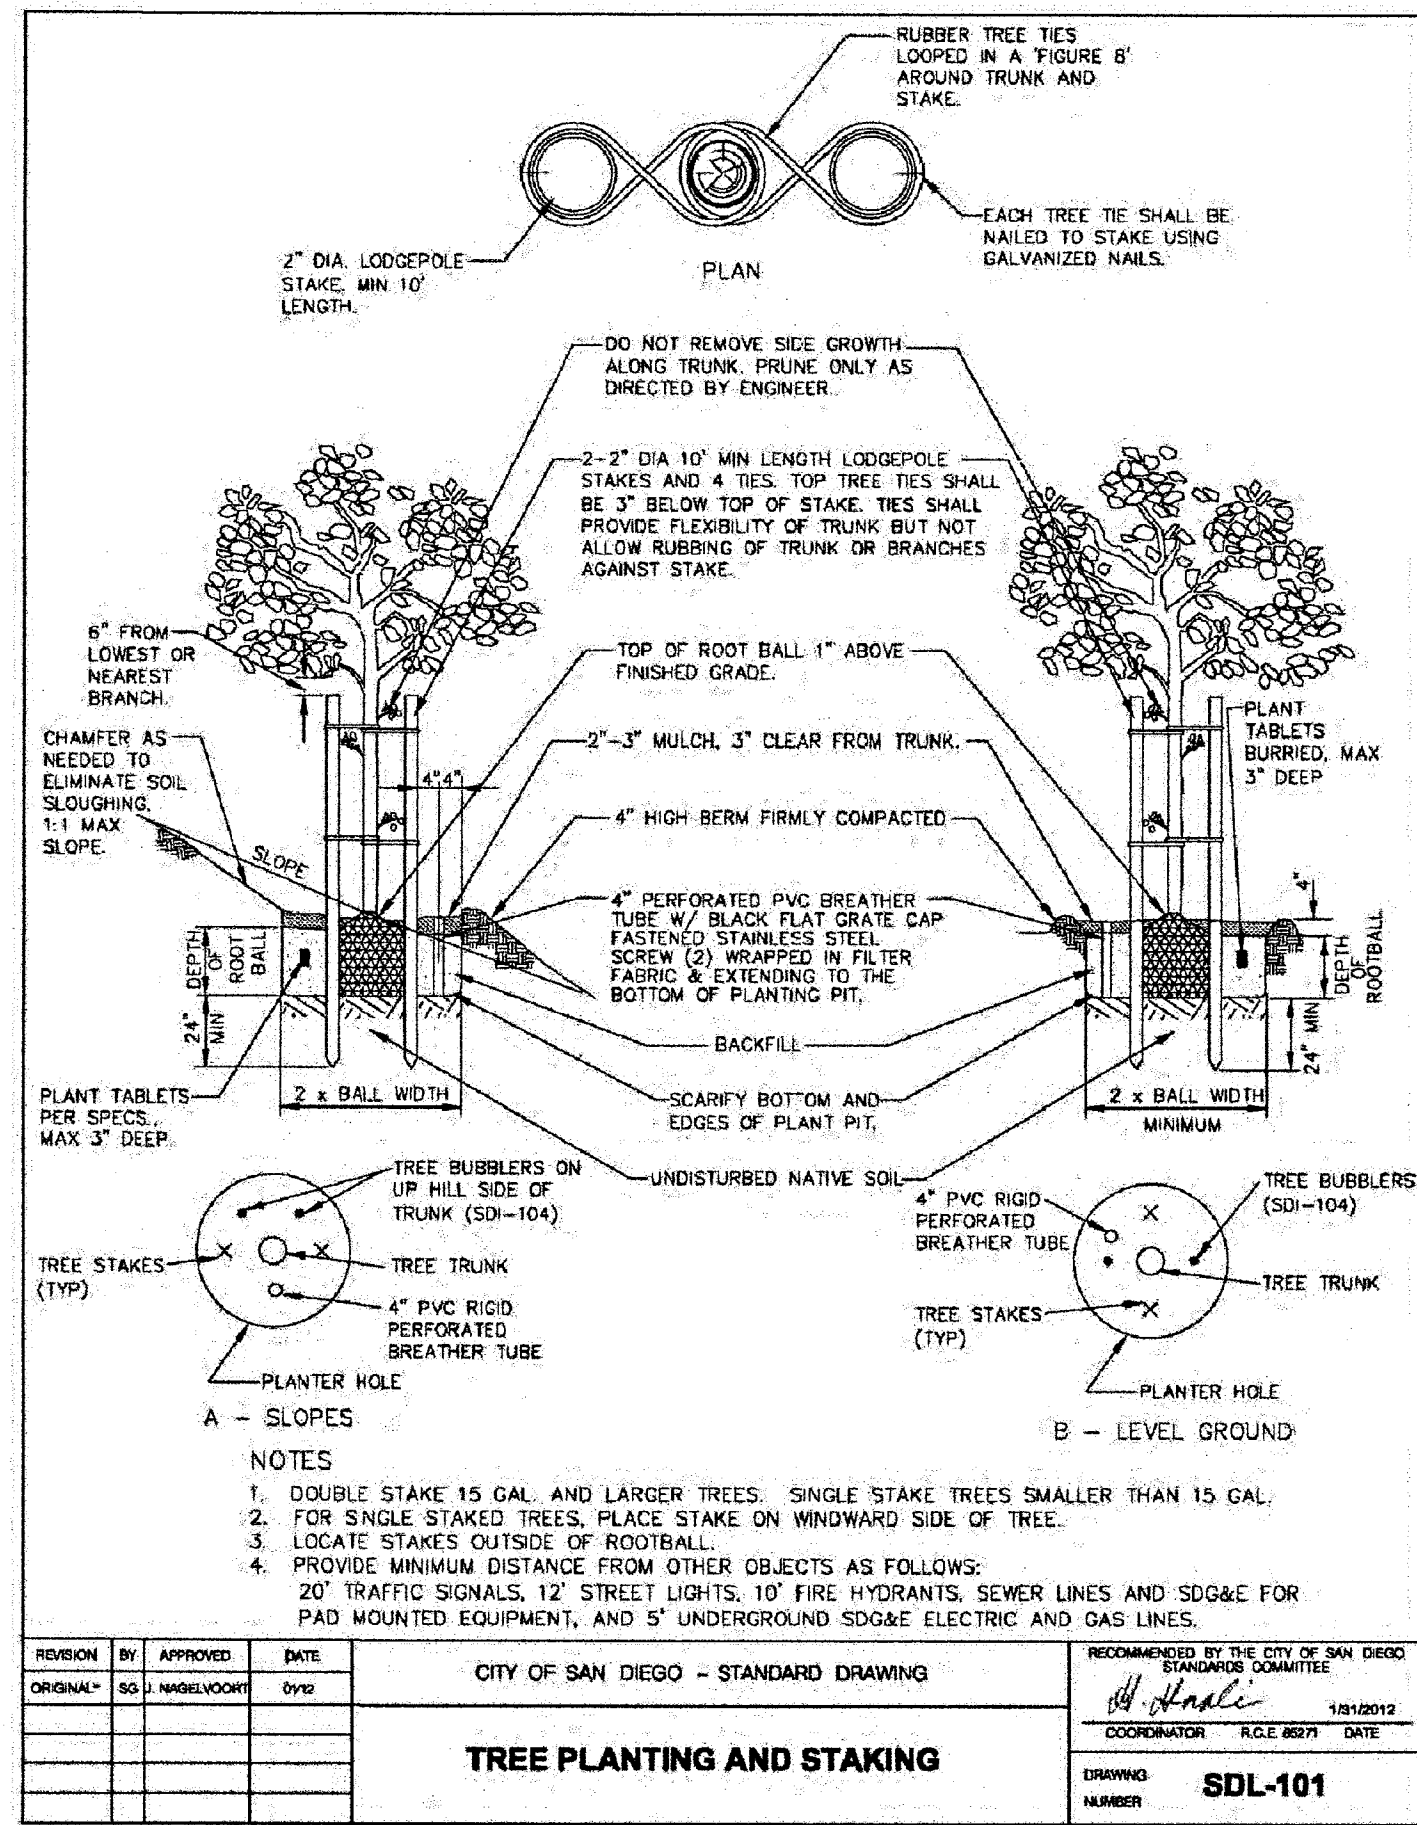 RUBBER TREE TIES
LOOPED IN A 'FIGURE 8'
AROUND TRUNK AND
STAKE.
EACH TREE TIE SHALL BE
NAILED TO STAKE USING
GALVANIZED NAILS.
2" DIA. LODGEPOLE
STAKE, MIN 10'
LENGTH.
PLAN
DO NOT REMOVE SIDE GROWTH
ALONG TRUNK. PRUNE ONLY AS
DIRECTED BY ENGINEER.
2-2" DIA 10' MIN LENGTH LODGEPOLE
STAKES AND 4 TIES. TOP TREE TIES SHALL
BE 3" BELOW TOP OF STAKE. TIES SHALL
PROVIDE FLEXIBILITY OF TRUNK BUT NOT
ALLOW RUBBING OF TRUNK OR BRANCHES
AGAINST STAKE.
6" FROM
LOWEST OR
NEAREST
BRANCH.
TOP OF ROOT BALL 1" ABOVE
FINISHED GRADE.
CHAMFER AS
NEEDED TO
ELIMINATE SOIL
SLOUGHING.
1:1 MAX
SLOPE.
PLANT
TABLETS
BURRIED, MAX
3" DEEP
2"-3" MULCH, 3" CLEAR FROM TRUNK.
4" 4"
4" HIGH BERM FIRMLY COMPACTED
SLOPE
4" PERFORATED PVC BREATHER
TUBE W/ BLACK FLAT GRATE CAP
FASTENED STAINLESS STEEL
SCREW (2) WRAPPED IN FILTER
FABRIC & EXTENDING TO THE
BOTTOM OF PLANTING PIT.
DEPTH
OF
ROOT
BALL
24"
MIN
4"
DEPTH
OF
ROOTBALL
24" MIN
BACKFILL
PLANT TABLETS
PER SPECS.,
MAX 3" DEEP
2 x BALL WIDTH
SCARIFY BOTTOM AND
EDGES OF PLANT PIT.
2 x BALL WIDTH
MINIMUM
UNDISTURBED NATIVE SOIL
TREE BUBBLERS ON
UP HILL SIDE OF
TRUNK (SDI-104)
TREE STAKES
(TYP)
TREE TRUNK
4" PVC RIGID
PERFORATED
BREATHER TUBE
PLANTER HOLE
A - SLOPES
4" PVC RIGID
PERFORATED
BREATHER TUBE
TREE BUBBLERS
(SDI-104)
TREE TRUNK
TREE STAKES
(TYP)
PLANTER HOLE
B - LEVEL GROUND
NOTES
1. DOUBLE STAKE 15 GAL. AND LARGER TREES. SINGLE STAKE TREES SMALLER THAN 15 GAL.
2. FOR SNGLE STAKED TREES, PLACE STAKE ON WINDWARD SIDE OF TREE.
3. LOCATE STAKES OUTSIDE OF ROOTBALL.
4. PROVIDE MINIMUM DISTANCE FROM OTHER OBJECTS AS FOLLOWS:
20' TRAFFIC SIGNALS, 12' STREET LIGHTS, 10' FIRE HYDRANTS, SEWER LINES AND SDG&E FOR
PAD MOUNTED EQUIPMENT, AND 5' UNDERGROUND SDG&E ELECTRIC AND GAS LINES.
REVISION BY APPROVED DATE
ORIGINAL SG J. NAGELVOORT 01/12
CITY OF SAN DIEGO - STANDARD DRAWING
TREE PLANTING AND STAKING
RECOMMENDED BY THE CITY OF SAN DIEGO
STANDARDS COMMITTEE
1/31/2012
COORDINATOR R.C.E. 65271 DATE
DRAWING
NUMBER
SDL-101